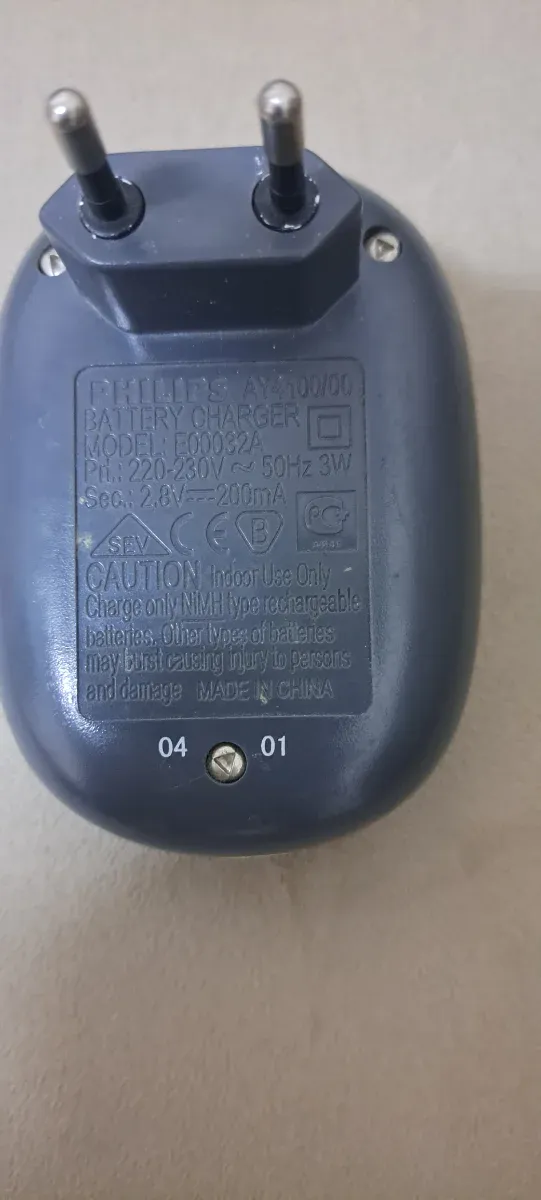 PHILIPS AY4100/00
BATTERY CHARGER
MODEL: E00032A
Pri.: 220-230V ~ 50Hz 3W
Sec.: 2.8V 200mA
SEV CE B PC
CAUTION Indoor Use Only
Charge only NiMH type rechargeable
batteries. Other types of batteries
may burst causing injury to persons
and damage MADE IN CHINA
04 01